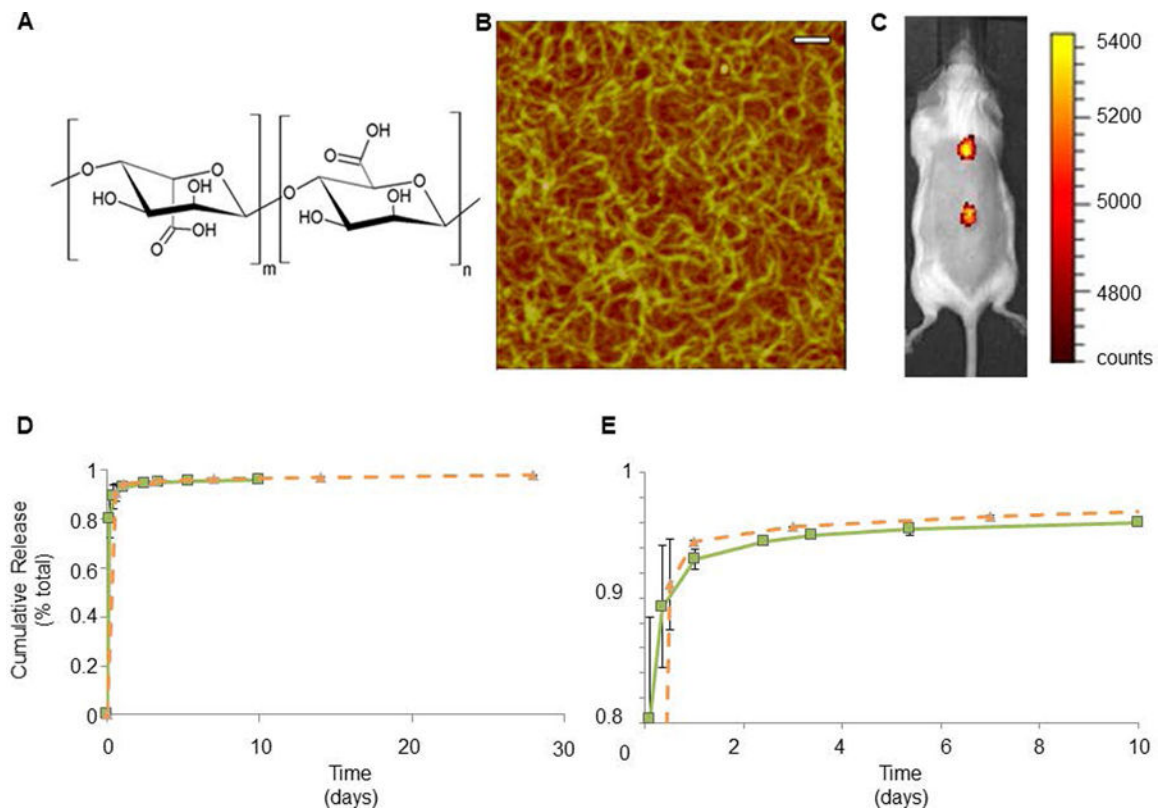 A
O
HO
OH
O
O
OH
m
O
O
OH
HO
OH
O
n
B
C
5400
5200
5000
4800
counts
D
Cumulative Release
(% total)
1
0.8
0.6
0.4
0.2
0
0
10
20
30
Time
(days)
E
1
0.9
0.8
0
2
4
6
8
10
Time
(days)